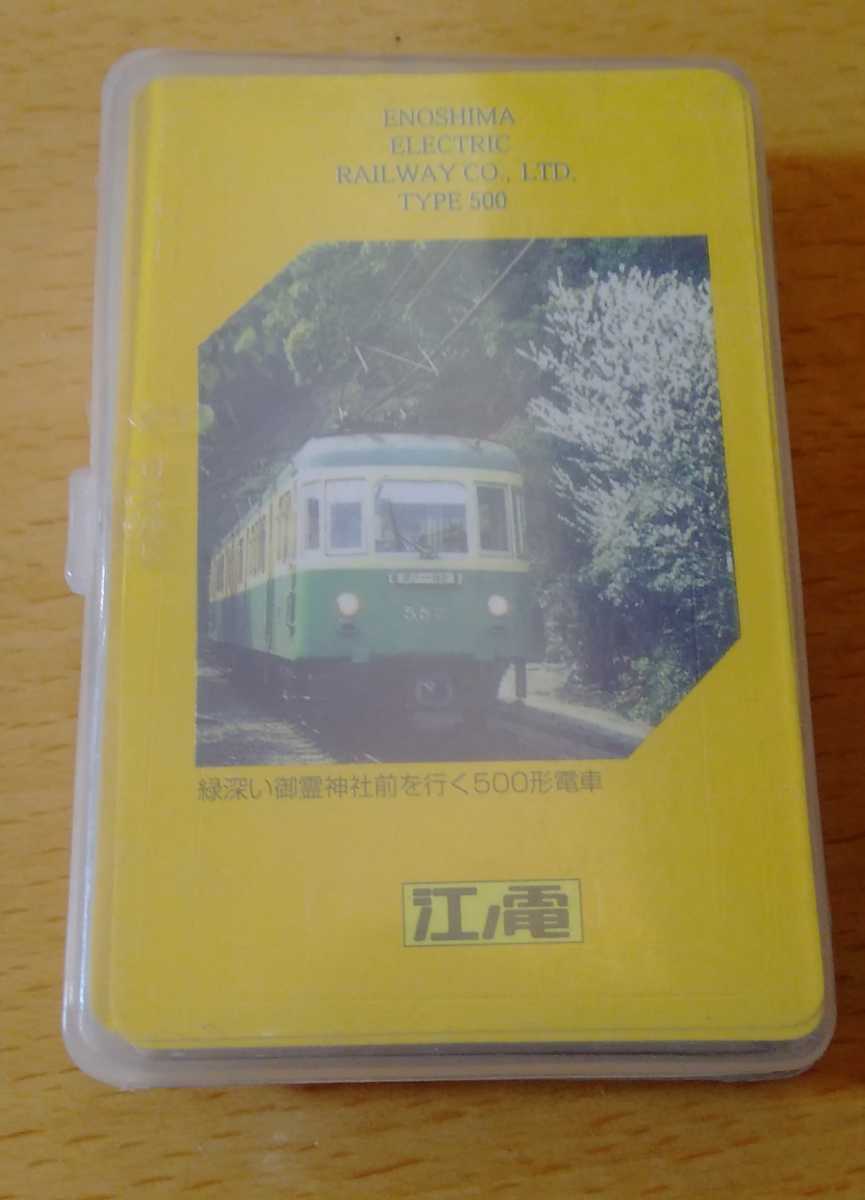 ENOSHIMA
ELECTRIC
RAILWAY CO., LTD.
TYPE 500
緑深い御霊神社前を行く500形電車
江ノ電